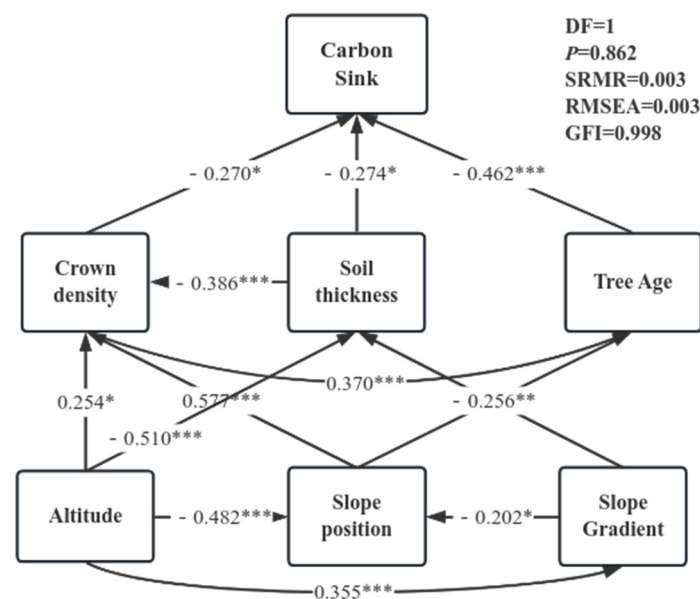 Carbon
Sink
DF=1
P=0.862
SRMR=0.003
RMSEA=0.003
GFI=0.998
- 0.270*
- 0.274*
- 0.462***
Crown
density
- 0.386***
Soil
thickness
Tree Age
0.370***
0.254*
0.577***
- 0.256**
- 0.510***
Altitude
- 0.482***
Slope
position
- 0.202*
Slope
Gradient
0.355***